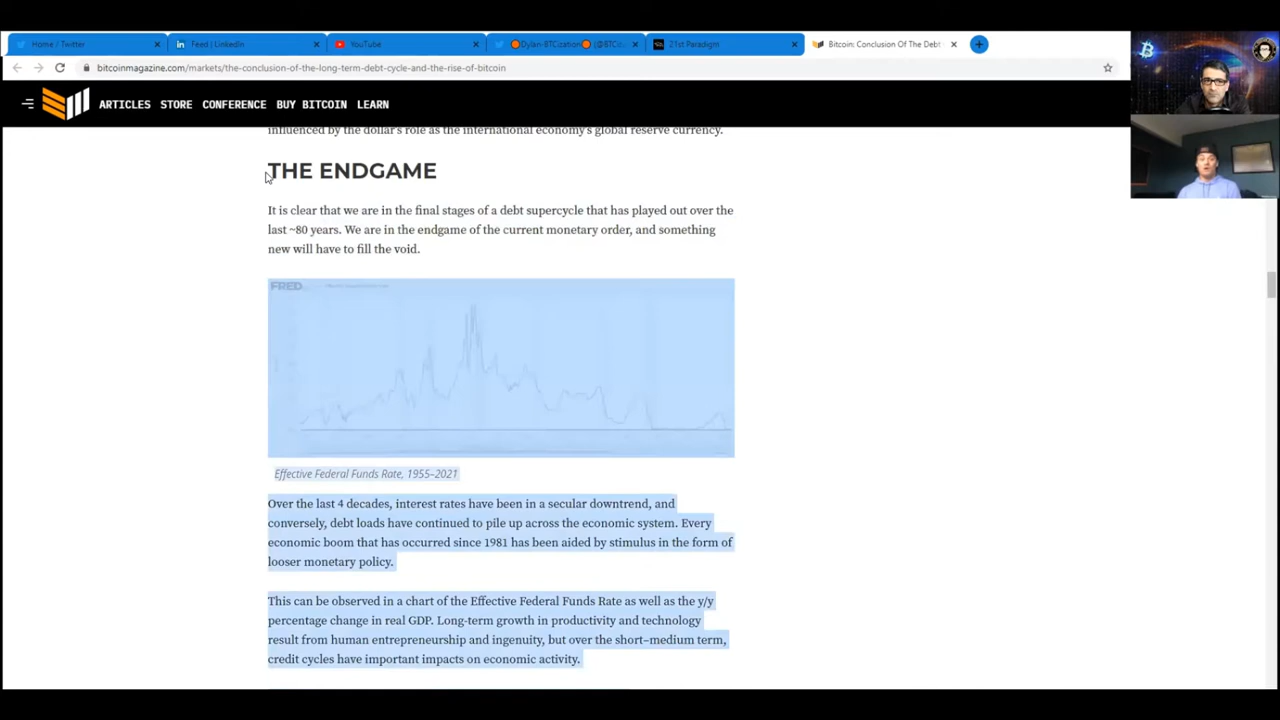 Home / Twitter
Feed | LinkedIn
YouTube
Dylan-BTCization
21st Paradigm
Bitcoin: Conclusion Of The Debt
bitcoinmagazine.com/markets/the-conclusion-of-the-long-term-debt-cycle-and-the-rise-of-bitcoin
ARTICLES STORE CONFERENCE BUY BITCOIN LEARN
influenced by the dollar's role as the international economy's global reserve currency.
THE ENDGAME
It is clear that we are in the final stages of a debt supercycle that has played out over the
last ~80 years. We are in the endgame of the current monetary order, and something
new will have to fill the void.
FRED
Effective Federal Funds Rate, 1955–2021
Over the last 4 decades, interest rates have been in a secular downtrend, and
conversely, debt loads have continued to pile up across the economic system. Every
economic boom that has occurred since 1981 has been aided by stimulus in the form of
looser monetary policy.
This can be observed in a chart of the Effective Federal Funds Rate as well as the y/y
percentage change in real GDP. Long-term growth in productivity and technology
result from human entrepreneurship and ingenuity, but over the short–medium term,
credit cycles have important impacts on economic activity.